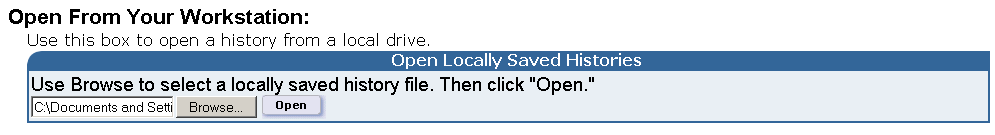 Open From Your Workstation:
Use this box to open a history from a local drive.
Open Locally Saved Histories
Use Browse to select a locally saved history file. Then click "Open."
C:\Documents and Setti Browse... Open